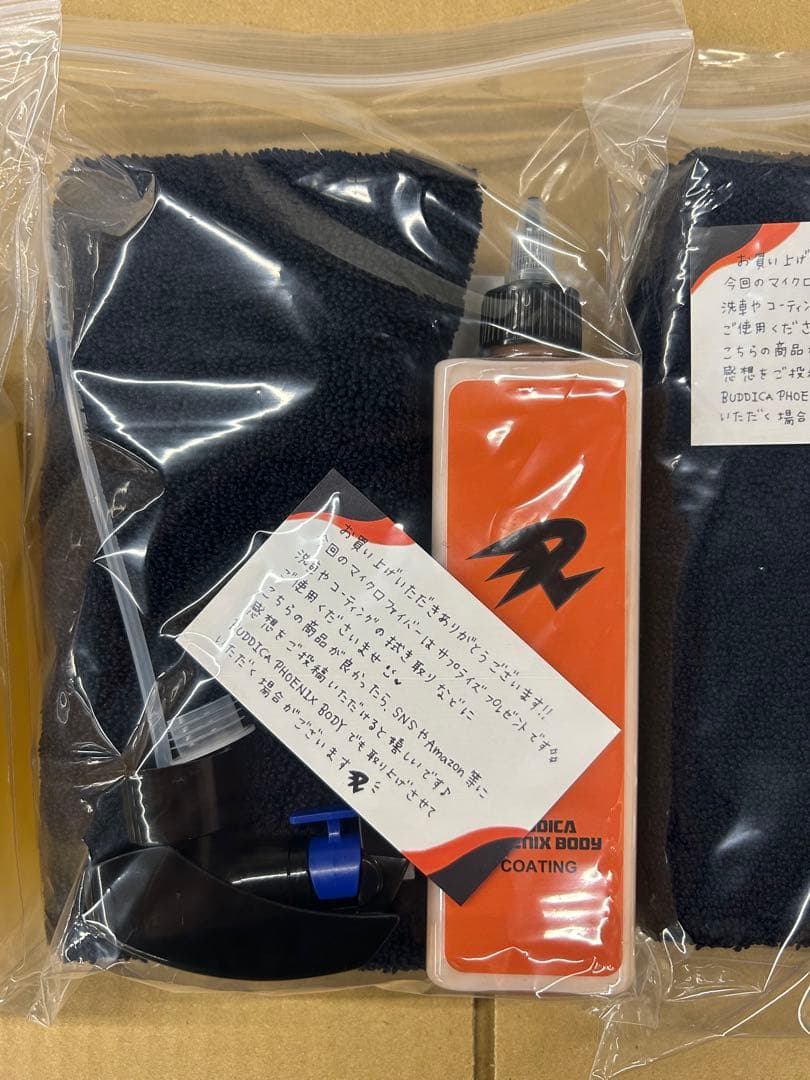 お買い上げいただきありがとうございます!!
今回のマイクロファイバーはサプライズプレゼントです
洗車やコーティングの拭き取りなどに
ご使用くださいませ
こちらの商品が良かったら、SNSやAmazon等に
感想をご投稿いただけると嬉しいです♪
BUDDICA PHOENIX BODYでも取り上げさせて
いただく場合がございます
DDICA
ENIX BODY
COATING
お買い上げ
今回のマイクロ
洗車やコーティン
ご使用くださ
こちらの商品
感想をご投稿
BUDDICA PHOE
いただく場合